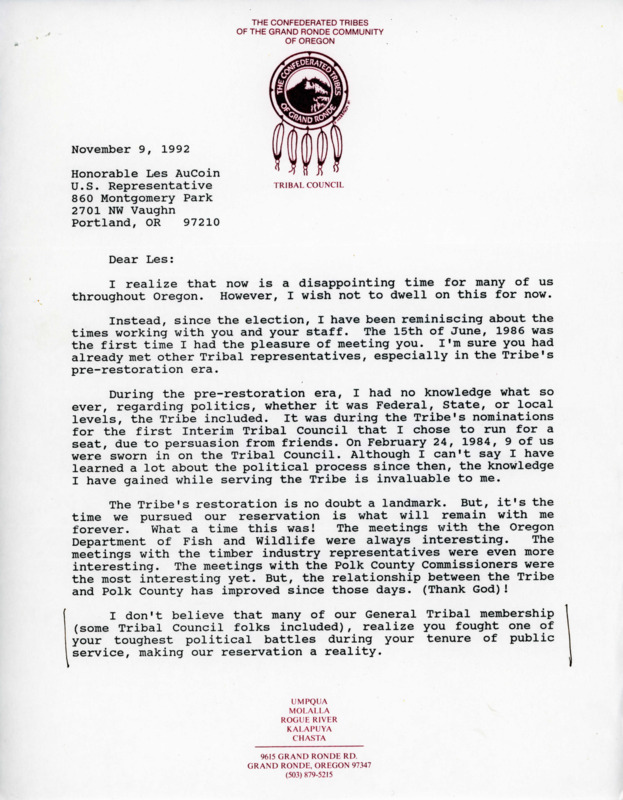 THE CONFEDERATED TRIBES
OF THE GRAND RONDE COMMUNITY
OF OREGON
THE CONFEDERATED TRIBES
OF GRAND RONDE
TRIBAL COUNCIL
November 9, 1992
Honorable Les AuCoin
U.S. Representative
860 Montgomery Park
2701 NW Vaughn
Portland, OR 97210
Dear Les:
I realize that now is a disappointing time for many of us
throughout Oregon. However, I wish not to dwell on this for now.
Instead, since the election, I have been reminiscing about the
times working with you and your staff. The 15th of June, 1986 was
the first time I had the pleasure of meeting you. I'm sure you had
already met other Tribal representatives, especially in the Tribe's
pre-restoration era.
During the pre-restoration era, I had no knowledge what so
ever, regarding politics, whether it was Federal, State, or local
levels, the Tribe included. It was during the Tribe's nominations
for the first Interim Tribal Council that I chose to run for a
seat, due to persuasion from friends. On February 24, 1984, 9 of us
were sworn in on the Tribal Council. Although I can't say I have
learned a lot about the political process since then, the knowledge
I have gained while serving the Tribe is invaluable to me.
The Tribe's restoration is no doubt a landmark. But, it's the
time we pursued our reservation is what will remain with me
forever. What a time this was! The meetings with the Oregon
Department of Fish and Wildlife were always interesting. The
meetings with the timber industry representatives were even more
interesting. The meetings with the Polk County Commissioners were
the most interesting yet. But, the relationship between the Tribe
and Polk County has improved since those days. (Thank God)!
I don't believe that many of our General Tribal membership
(some Tribal Council folks included), realize you fought one of
your toughest political battles during your tenure of public
service, making our reservation a reality.
UMPQUA
MOLALLA
ROGUE RIVER
KALAPUYA
CHASTA
9615 GRAND RONDE RD.
GRAND RONDE, OREGON 97347
(503) 879-5215